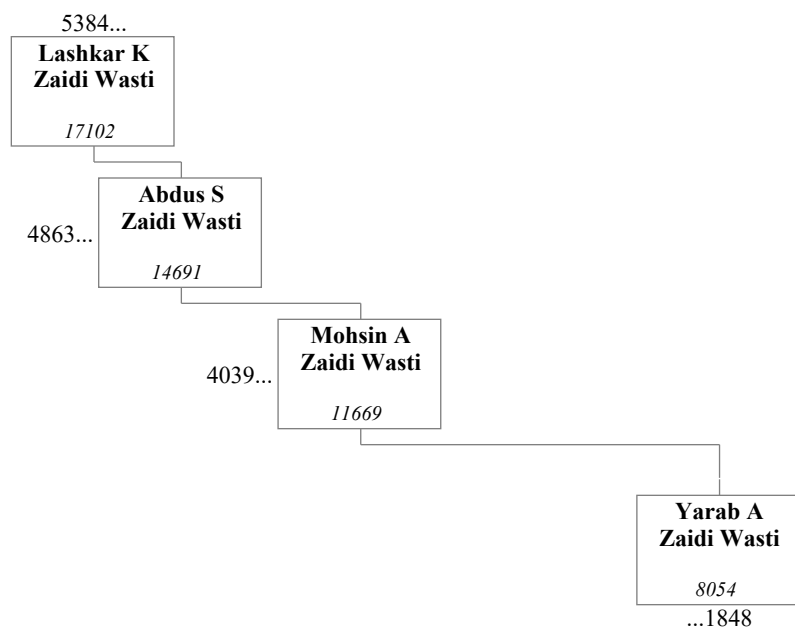 5384...
Lashkar K
Zaidi Wasti
17102
Abdus S
Zaidi Wasti
4863...
14691
Mohsin A
Zaidi Wasti
4039...
11669
Yarab A
Zaidi Wasti
8054
...1848